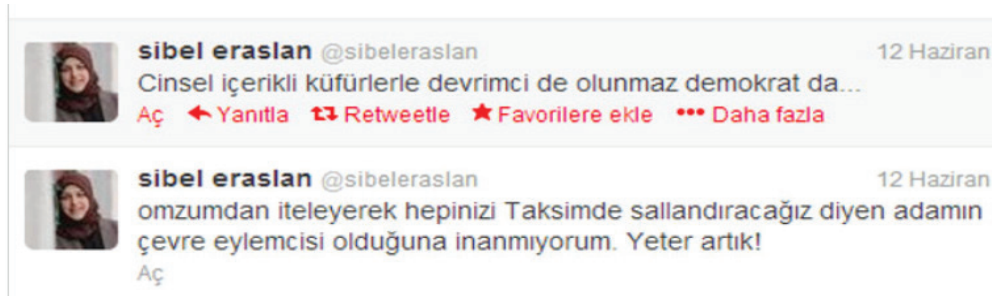 sibel eraslan @sibeleraslan 12 Haziran
Cinsel içerikli küfürlerle devrimci de olunmaz demokrat da...
Aç Yanıtla Retweetle Favorilere ekle Daha fazla
sibel eraslan @sibeleraslan 12 Haziran
omzumdan iteleyerek hepinizi Taksimde sallandıracağız diyen adamın
çevre eylemcisi olduğuna inanmıyorum. Yeter artık!
Aç